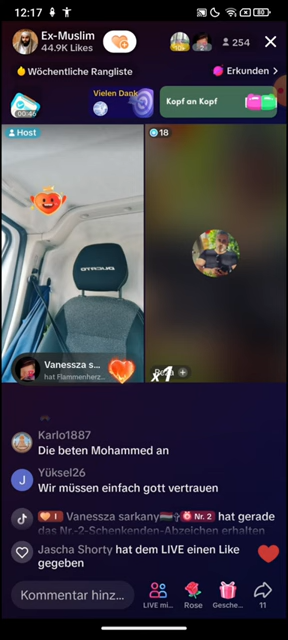 12:17
80
Ex-Muslim
44.9K Likes
254
Wöchentliche Rangliste
Erkunden >
00:46
Vielen Dank
Kopf an Kopf
Host
18
DUCATO
Vanessza s...
hat Flammenherz..
x1
Karlo1887
Die beten Mohammed an
J
Yüksel26
Wir müssen einfach gott vertrauen
I Vanessza sarkany Nr. 2 hat gerade
das Nr.-2-Schenkenden-Abzeichen erhalten
Jascha Shorty hat dem LIVE einen Like
gegeben
Kommentar hinz...
LIVE mi...
Rose
Gesche...
11